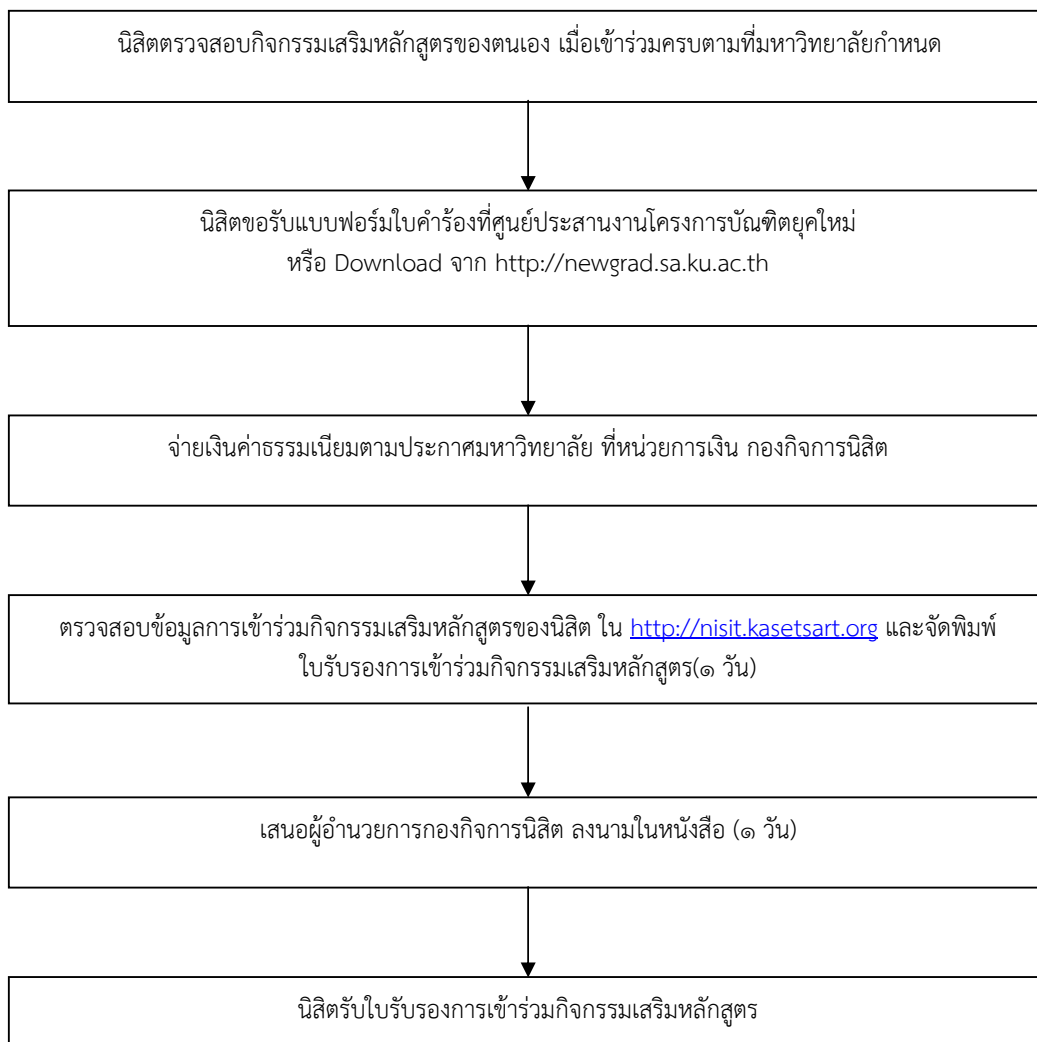 นิสิตตรวจสอบกิจกรรมเสริมหลักสูตรของตนเอง เมื่อเข้าร่วมครบตามที่มหาวิทยาลัยกำหนด
นิสิตขอรับแบบฟอร์มใบคำร้องที่ศูนย์ประสานงานโครงการบัณฑิตยุคใหม่
หรือ Download จาก http://newgrad.sa.ku.ac.th
จ่ายเงินค่าธรรมเนียมตามประกาศมหาวิทยาลัย ที่หน่วยการเงิน กองกิจการนิสิต
ตรวจสอบข้อมูลการเข้าร่วมกิจกรรมเสริมหลักสูตรของนิสิต ใน http://nisit.kasetsart.org และจัดพิมพ์
ใบรับรองการเข้าร่วมกิจกรรมเสริมหลักสูตร(๑ วัน)
เสนอผู้อำนวยการกองกิจการนิสิต ลงนามในหนังสือ (๑ วัน)
นิสิตรับใบรับรองการเข้าร่วมกิจกรรมเสริมหลักสูตร